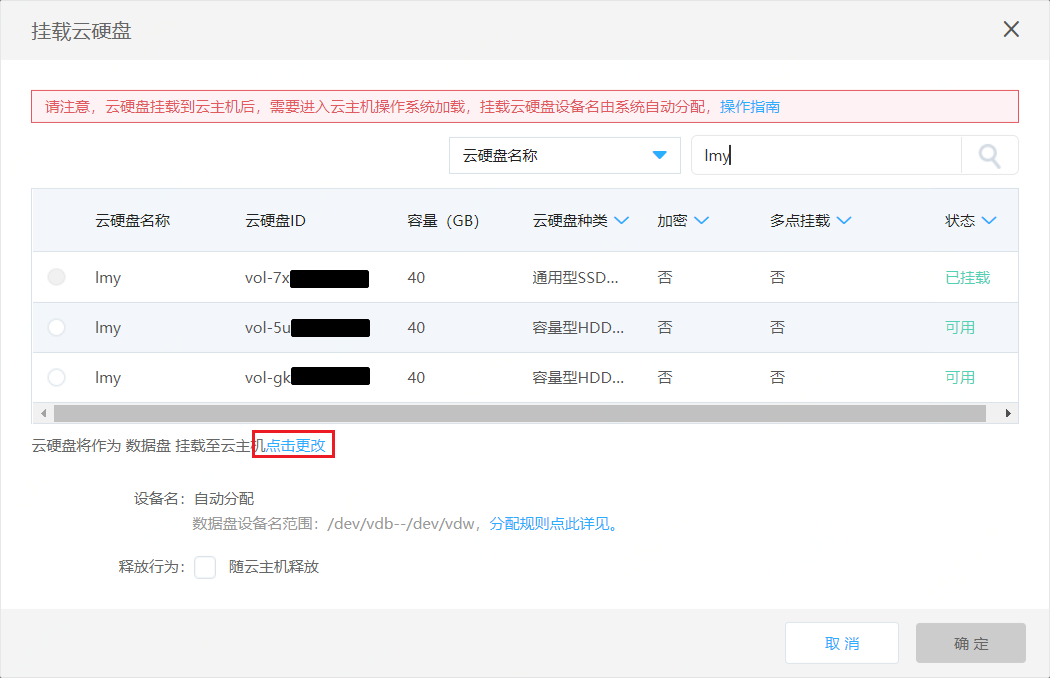 挂载云硬盘
请注意，云硬盘挂载到云主机后，需要进入云主机操作系统加载，挂载云硬盘设备名由系统自动分配，操作指南
云硬盘名称 lmy
云硬盘名称 云硬盘ID 容量（GB） 云硬盘种类 加密 多点挂载 状态
lmy vol-7x 40 通用型SSD... 否 否 已挂载
lmy vol-5u 40 容量型HDD... 否 否 可用
lmy vol-gk 40 容量型HDD... 否 否 可用
云硬盘将作为 数据盘 挂载至云主机点击更改
设备名：自动分配
数据盘设备名范围：/dev/vdb--/dev/vdw，分配规则点此详见。
释放行为： 随云主机释放
取 消 确 定